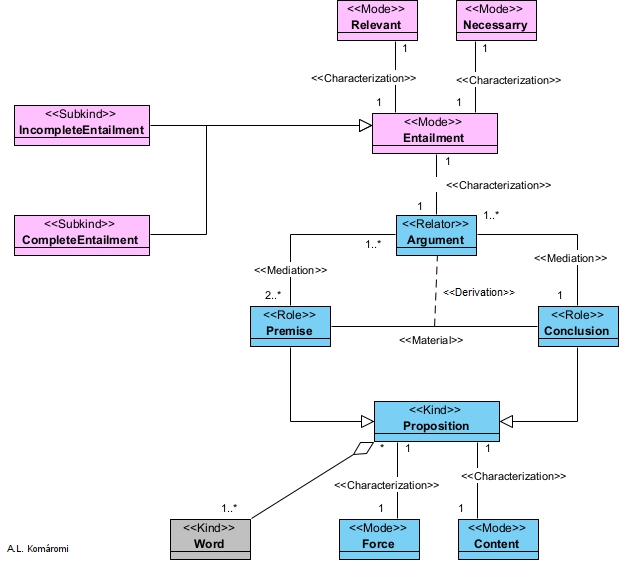 <<Mode>>
Relevant
<<Mode>>
Necessarry
1
1
<<Characterization>>
<<Characterization>>
1
1
<<Subkind>>
IncompleteEntailment
<<Mode>>
Entailment
1
<<Characterization>>
1
<<Subkind>>
CompleteEntailment
<<Relator>>
Argument
1..*
1..*
<<Mediation>>
<<Mediation>>
<<Derivation>>
2..*
1
<<Role>>
Premise
<<Role>>
Conclusion
<<Material>>
<<Kind>>
Proposition
*
1
1
<<Characterization>>
<<Characterization>>
1..*
1
1
<<Kind>>
Word
<<Mode>>
Force
<<Mode>>
Content
A.L. Komáromi